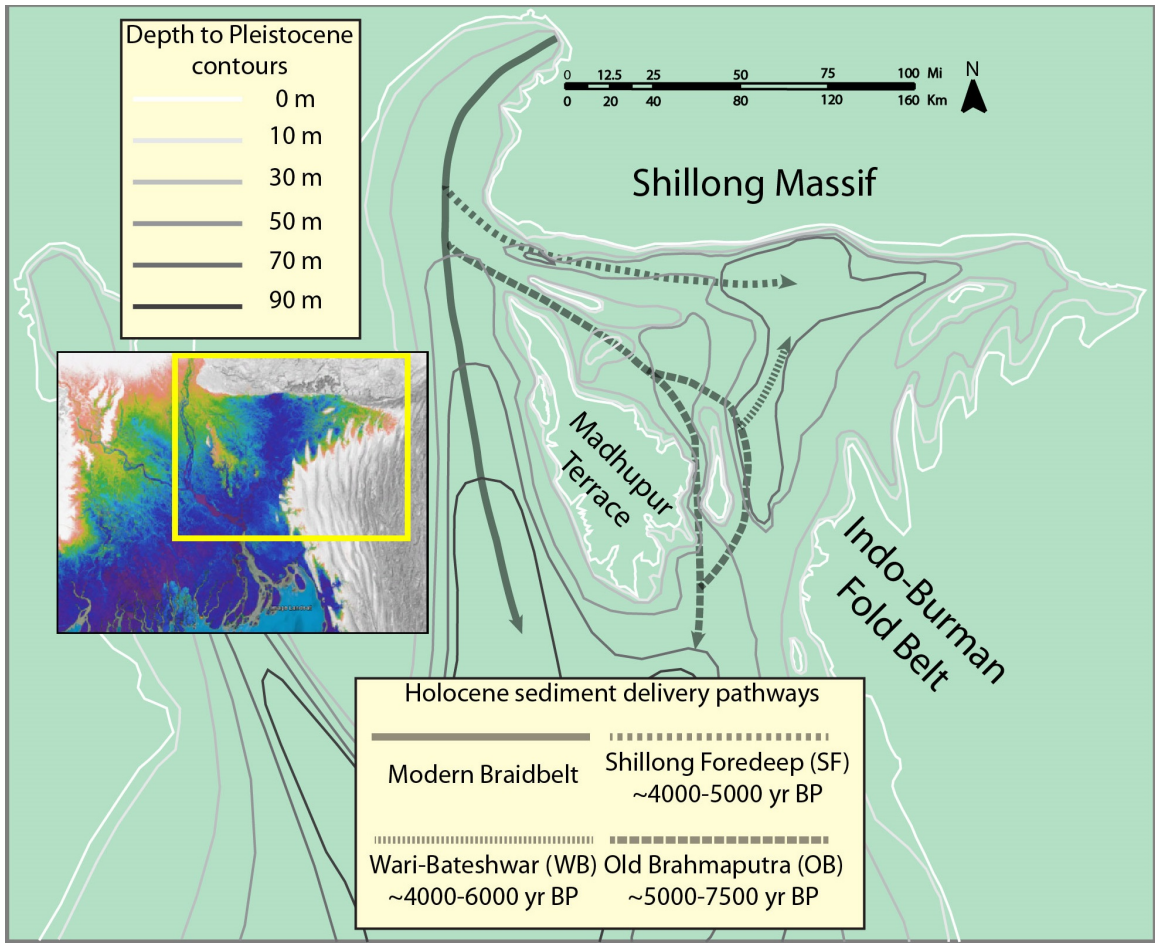 Depth to Pleistocene
contours
0 m
10 m
30 m
50 m
70 m
90 m
0 12.5 25 50 75 100 Mi
0 20 40 80 120 160 Km
N
Shillong Massif
Madhupur
Terrace
Indo-Burman
Fold Belt
Holocene sediment delivery pathways
Modern Braidbelt
Shillong Foredeep (SF)
~4000-5000 yr BP
Wari-Bateshwar (WB)
~4000-6000 yr BP
Old Brahmaputra (OB)
~5000-7500 yr BP